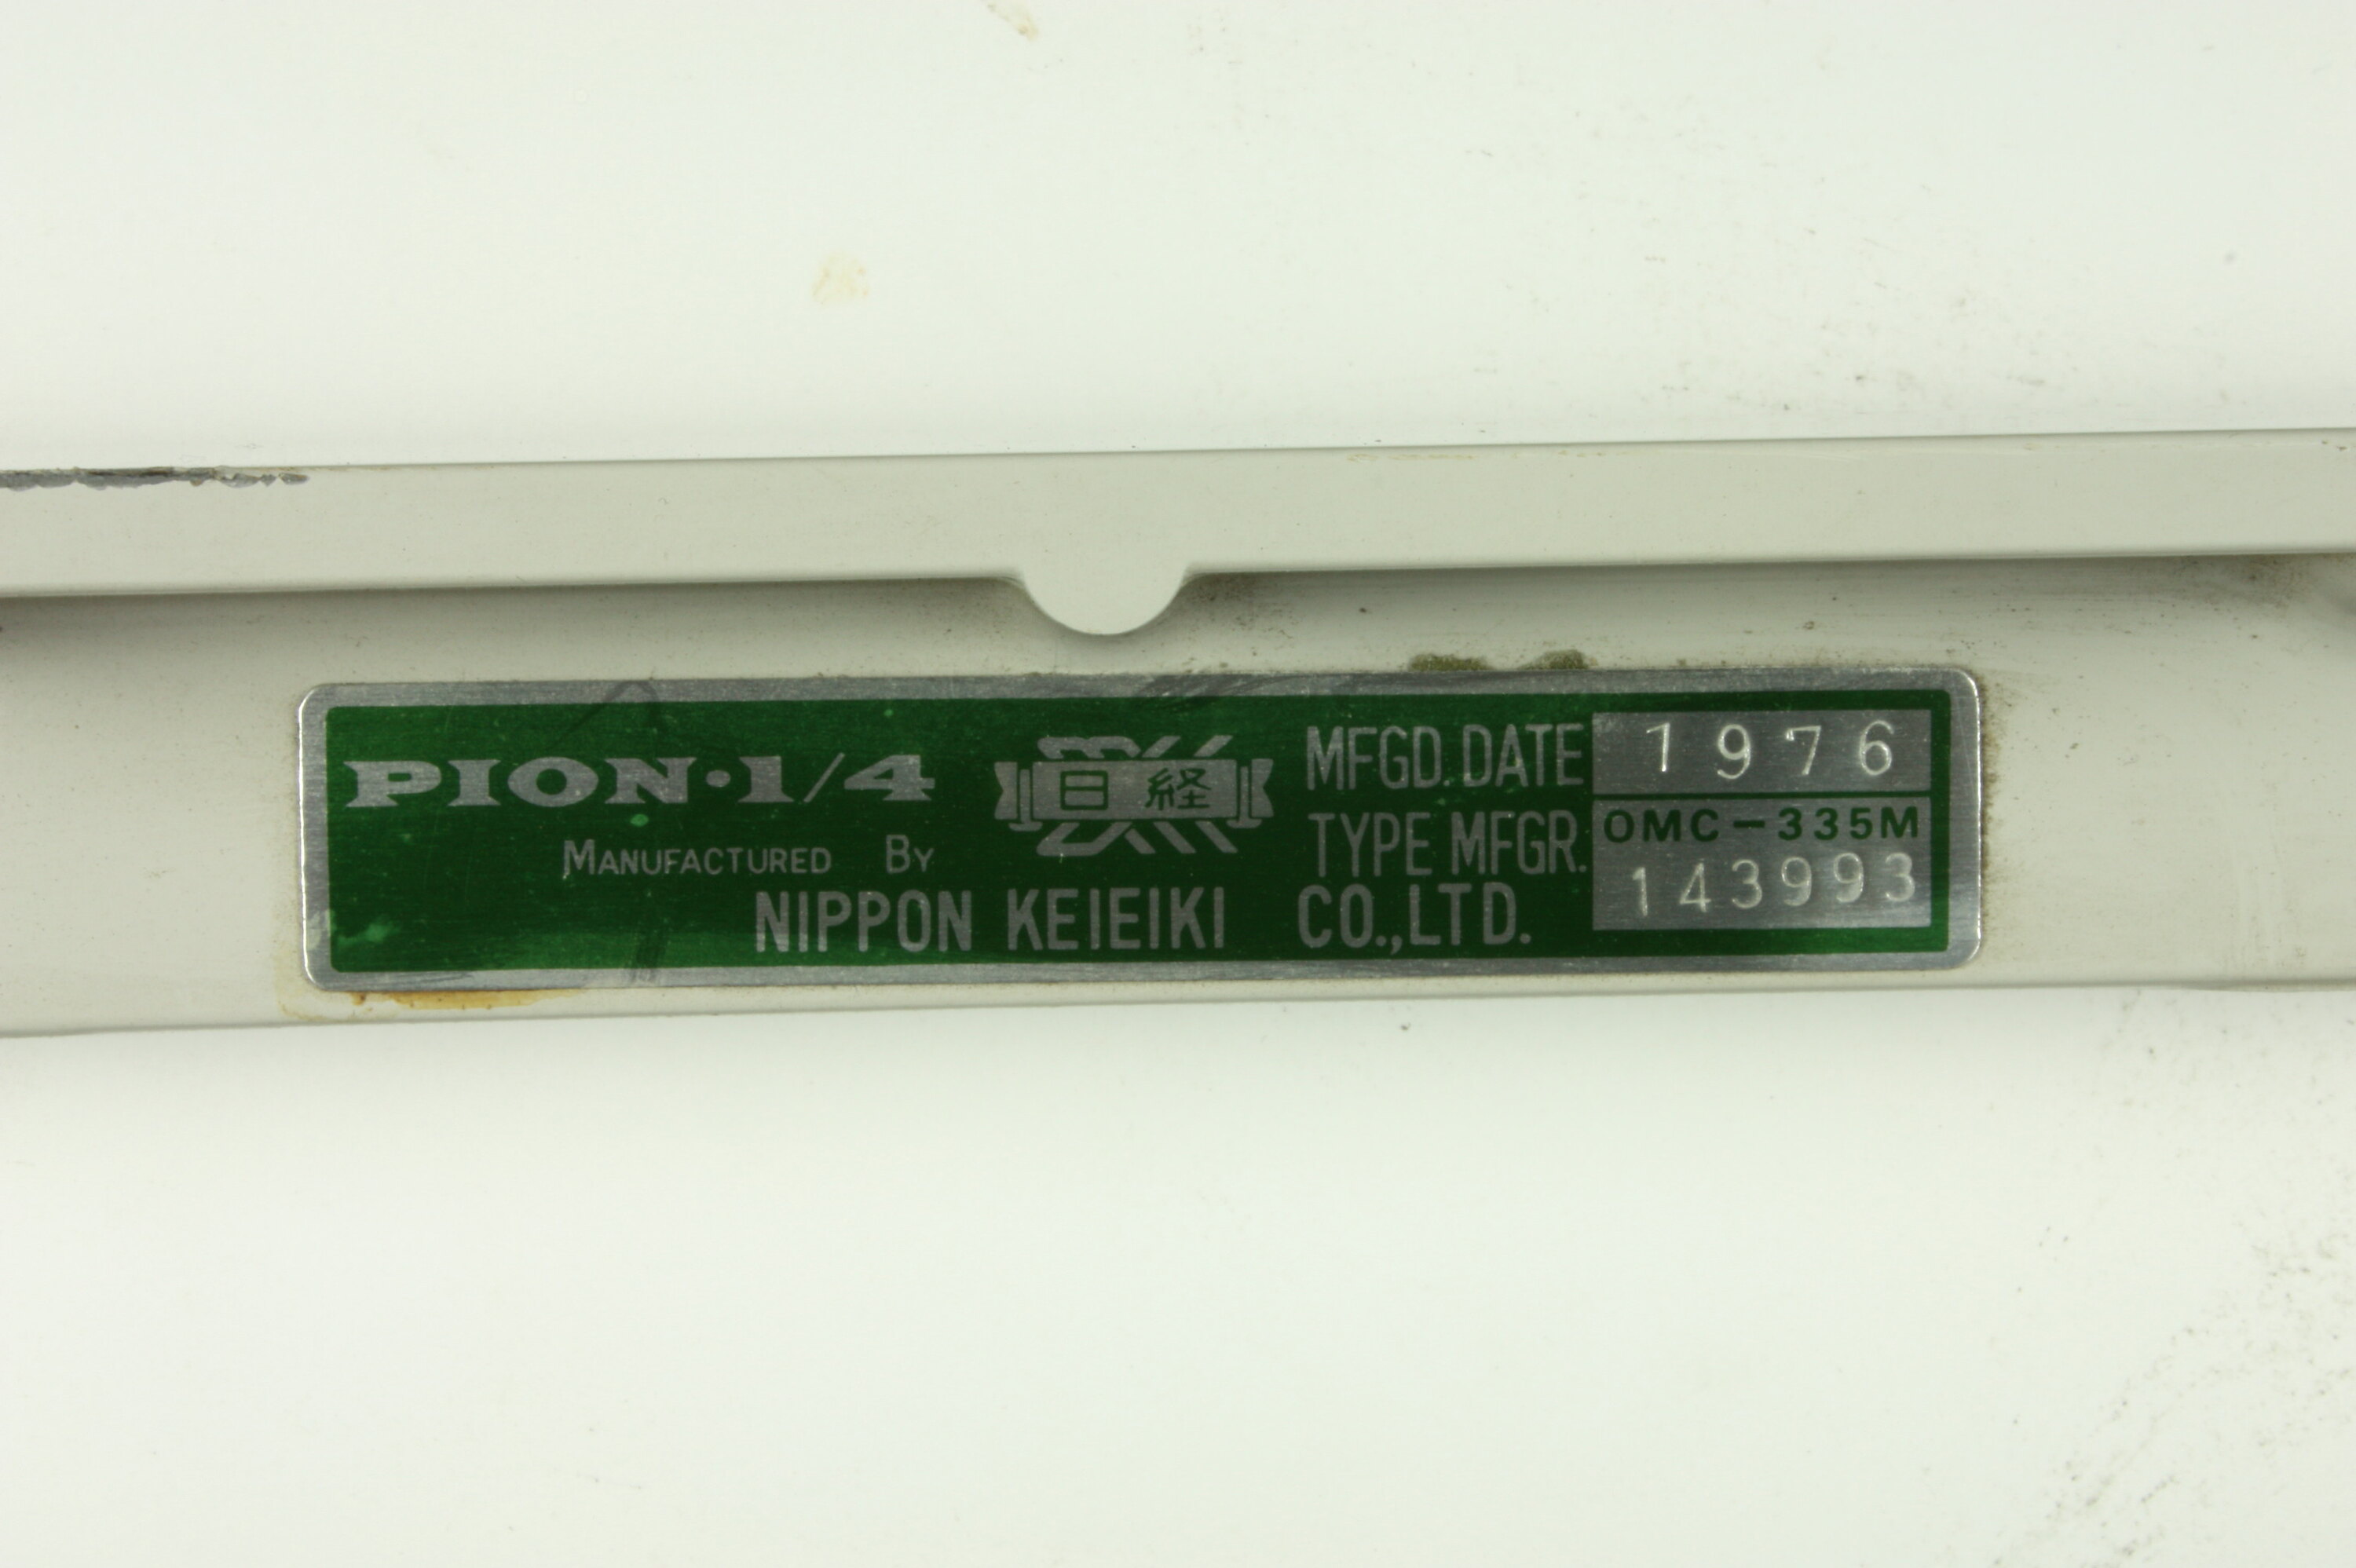 PION·1/4
MANUFACTURED BY
日経
NIPPON KEIEIKI CO.,LTD.
MFGD. DATE 1976
TYPE MFGR. OMC-335M
143993